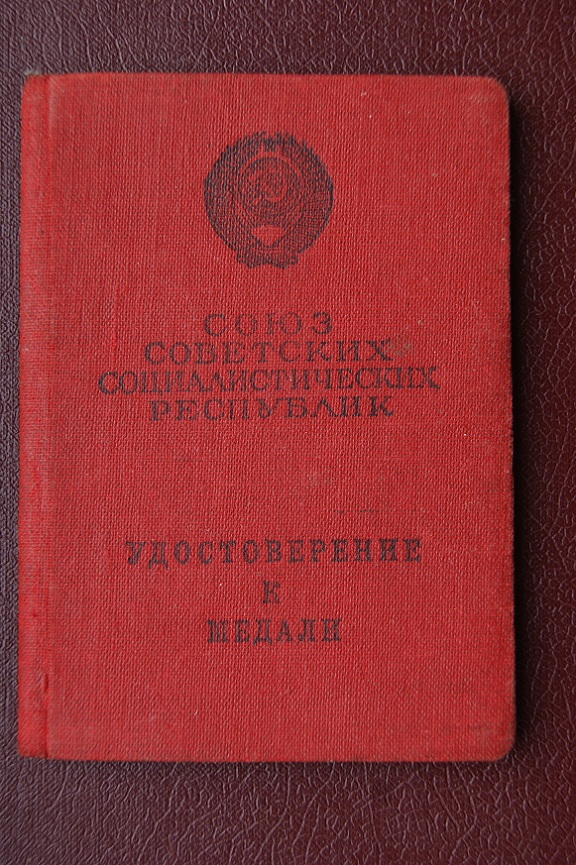 СОЮЗ
СОВЕТСКИХ
СОЦИАЛИСТИЧЕСКИХ
РЕСПУБЛИК
УДОСТОВЕРЕНИЕ
К
МЕДАЛИ